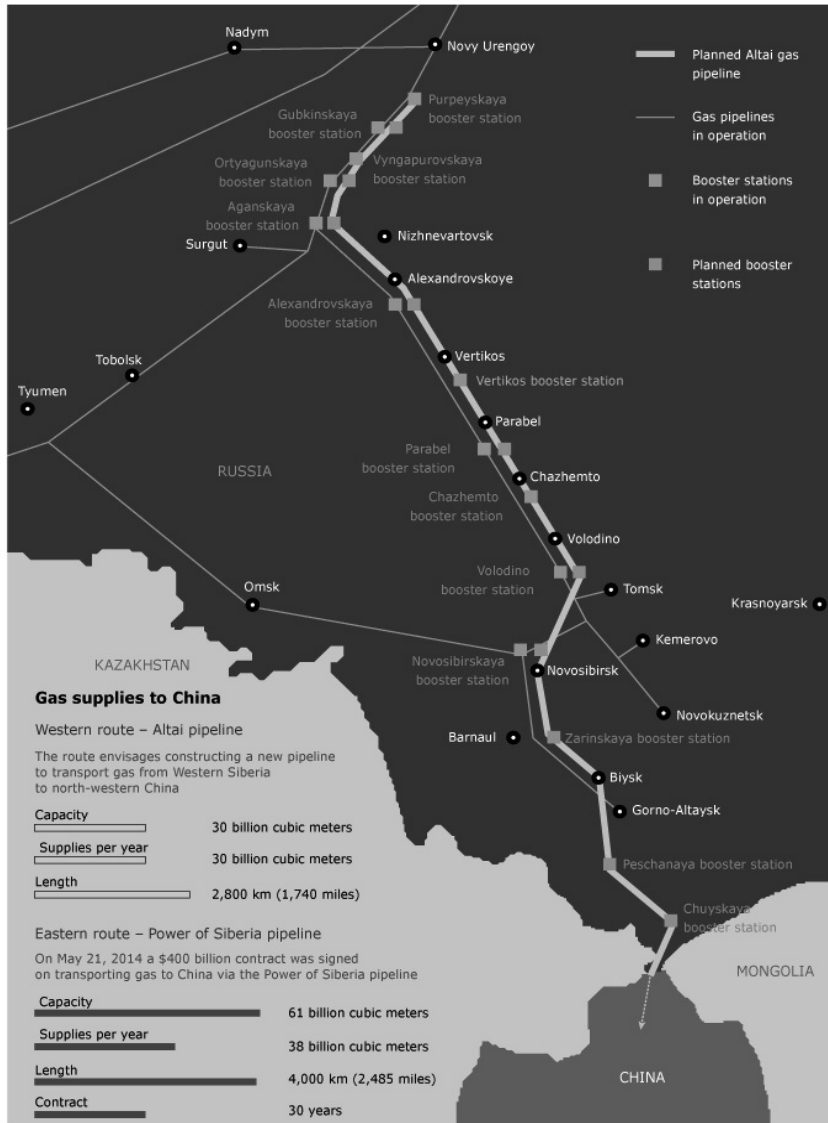 Nadym
Novy Urengoy
Planned Altai gas
pipeline
Purpeyskaya
booster station
Gubkinskaya
booster station
Gas pipelines
in operation
Ortyagunskaya
booster station
Vyngapurovskaya
booster station
Booster stations
in operation
Aganskaya
booster station
Nizhnevartovsk
Surgut
Planned booster
stations
Alexandrovskoye
Alexandrovskaya
booster station
Vertikos
Tobolsk
Vertikos booster station
Tyumen
Parabel
Parabel
booster station
RUSSIA
Chazhemto
Chazhemto
booster station
Volodino
Volodino
booster station
Omsk
Tomsk
Krasnoyarsk
Kemerovo
KAZAKHSTAN
Novosibirskaya
booster station
Novosibirsk
Gas supplies to China
Novokuznetsk
Western route – Altai pipeline
Barnaul
Zarinskaya booster station
The route envisages constructing a new pipeline
to transport gas from Western Siberia
to north-western China
Biysk
Gorno-Altaysk
Capacity
30 billion cubic meters
Supplies per year
30 billion cubic meters
Peschanaya booster station
Length
2,800 km (1,740 miles)
Chuyskaya
booster station
Eastern route – Power of Siberia pipeline
On May 21, 2014 a $400 billion contract was signed
on transporting gas to China via the Power of Siberia pipeline
MONGOLIA
Capacity
61 billion cubic meters
Supplies per year
38 billion cubic meters
Length
4,000 km (2,485 miles)
CHINA
Contract
30 years